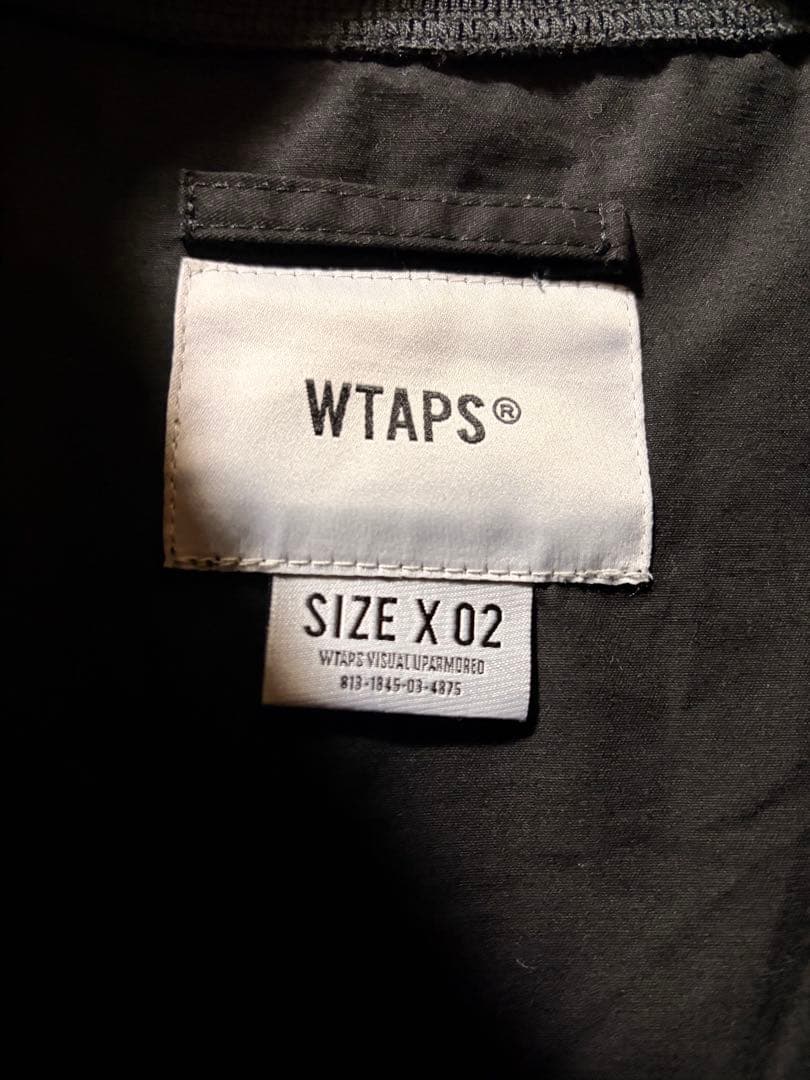 WTAPS®
SIZE X 02
WTAPS VISUAL UPARMORED
813-1845-03-4875